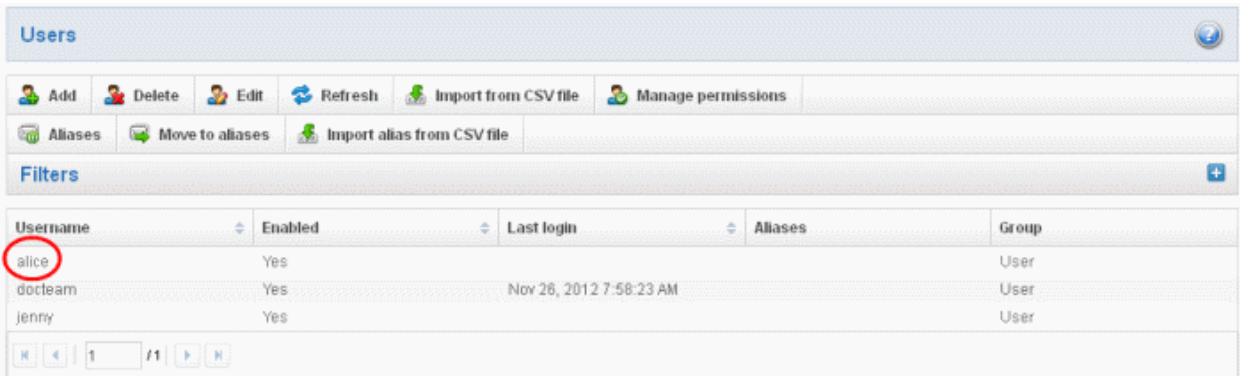 Users
Add Delete Edit Refresh Import from CSV file Manage permissions
Aliases Move to aliases Import alias from CSV file
Filters
Username Enabled Last login Aliases Group
alice Yes User
docteam Yes Nov 26, 2012 7:58:23 AM User
jenny Yes User
1 /1